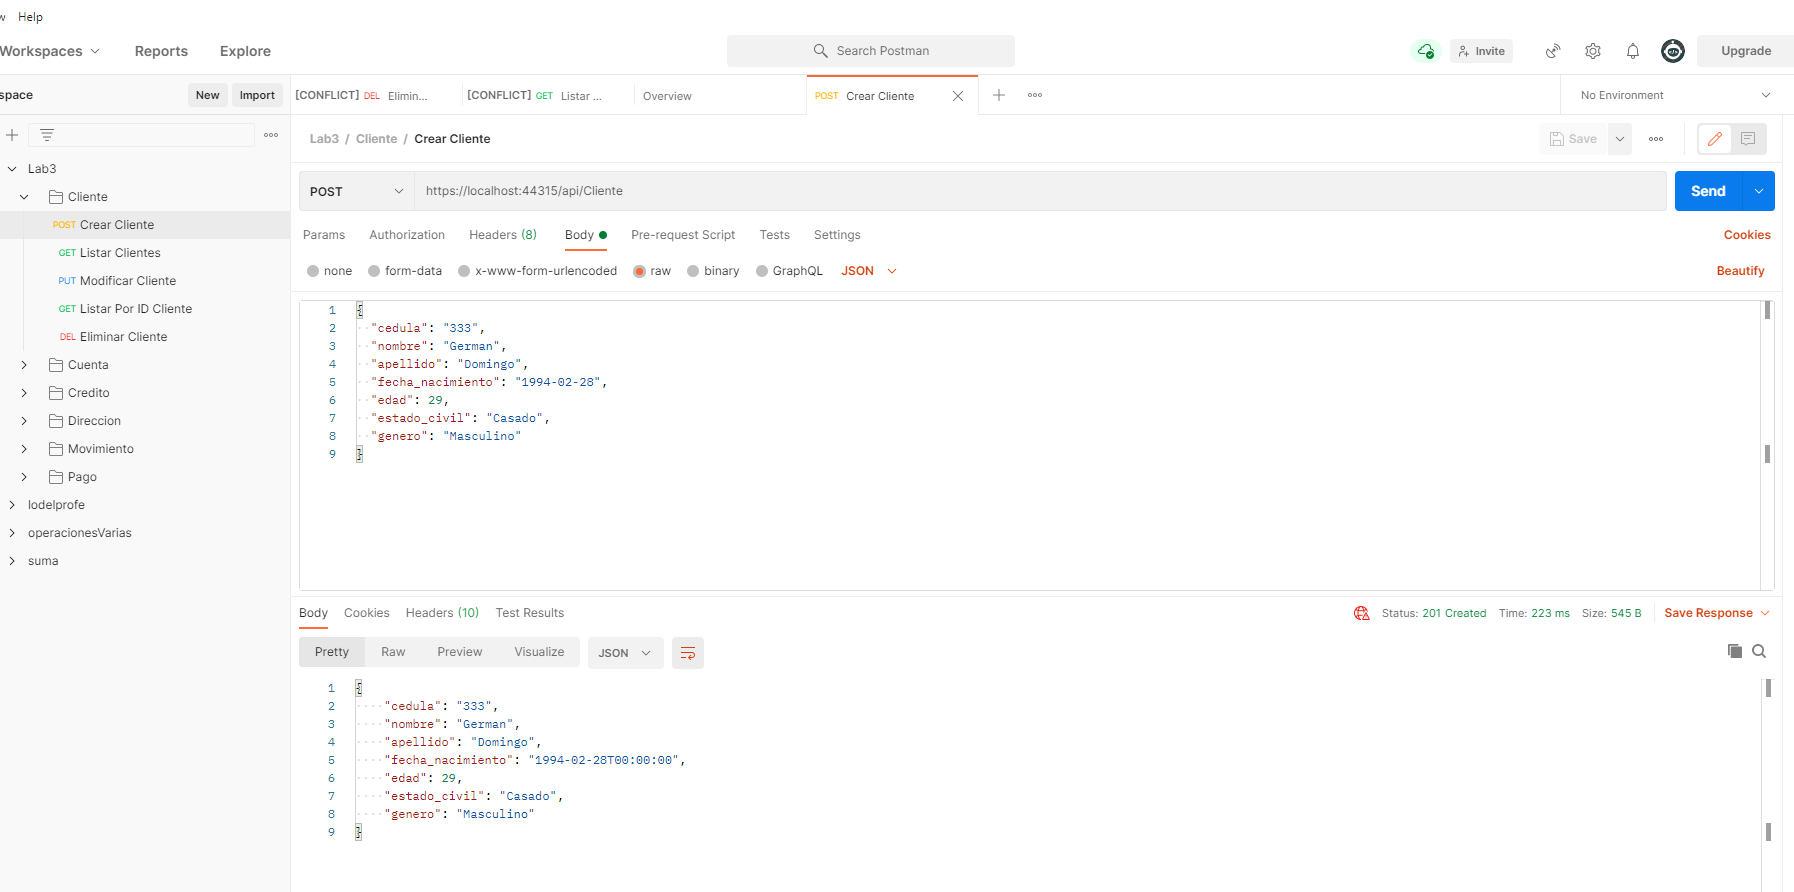 Help
Workspaces Reports Explore Search Postman Invite Upgrade
space New Import [CONFLICT] DEL Elimin... [CONFLICT] GET Listar ... Overview POST Crear Cliente No Environment
Lab3 / Cliente / Crear Cliente Save
Lab3
Cliente
POST Crear Cliente
GET Listar Clientes
PUT Modificar Cliente
GET Listar Por ID Cliente
DEL Eliminar Cliente
Cuenta
Credito
Direccion
Movimiento
Pago
lodelprofe
operacionesVarias
suma
POST https://localhost:44315/api/Cliente Send
Params Authorization Headers (8) Body Pre-request Script Tests Settings Cookies
none form-data x-www-form-urlencoded raw binary GraphQL JSON Beautify
1 {
2 "cedula": "333",
3 "nombre": "German",
4 "apellido": "Domingo",
5 "fecha_nacimiento": "1994-02-28",
6 "edad": 29,
7 "estado_civil": "Casado",
8 "genero": "Masculino"
9 }
Body Cookies Headers (10) Test Results Status: 201 Created Time: 223 ms Size: 545 B Save Response
Pretty Raw Preview Visualize JSON
1 {
2 "cedula": "333",
3 "nombre": "German",
4 "apellido": "Domingo",
5 "fecha_nacimiento": "1994-02-28T00:00:00",
6 "edad": 29,
7 "estado_civil": "Casado",
8 "genero": "Masculino"
9 }